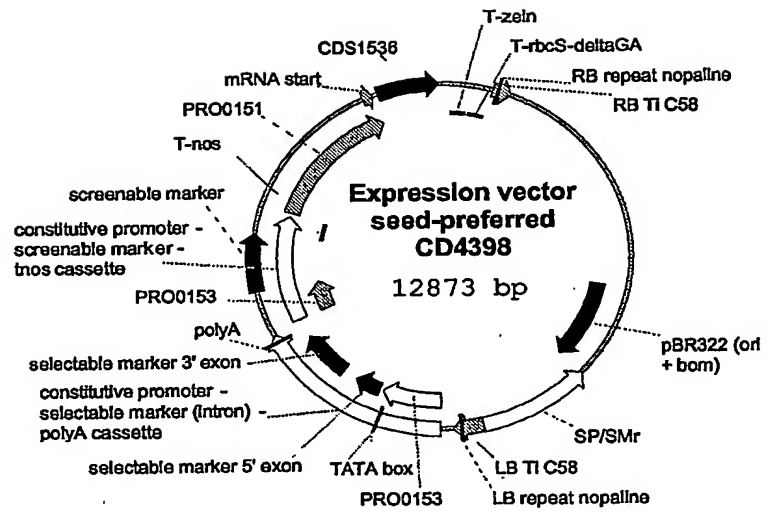 T-zein
CDS1536
T-rbcS-deltaGA
mRNA start
RB repeat nopaline
PRO0151
RB TI C58
T-nos
screenable marker
Expression vector
seed-preferred
CD4398
12873 bp
constitutive promoter -
screenable marker -
tnos cassette
PRO0153
polyA
pBR322 (ori
+ bom)
selectable marker 3' exon
constitutive promoter -
selectable marker (intron) -
polyA cassette
SP/SMr
selectable marker 5' exon
TATA box
LB TI C58
PRO0153
LB repeat nopaline